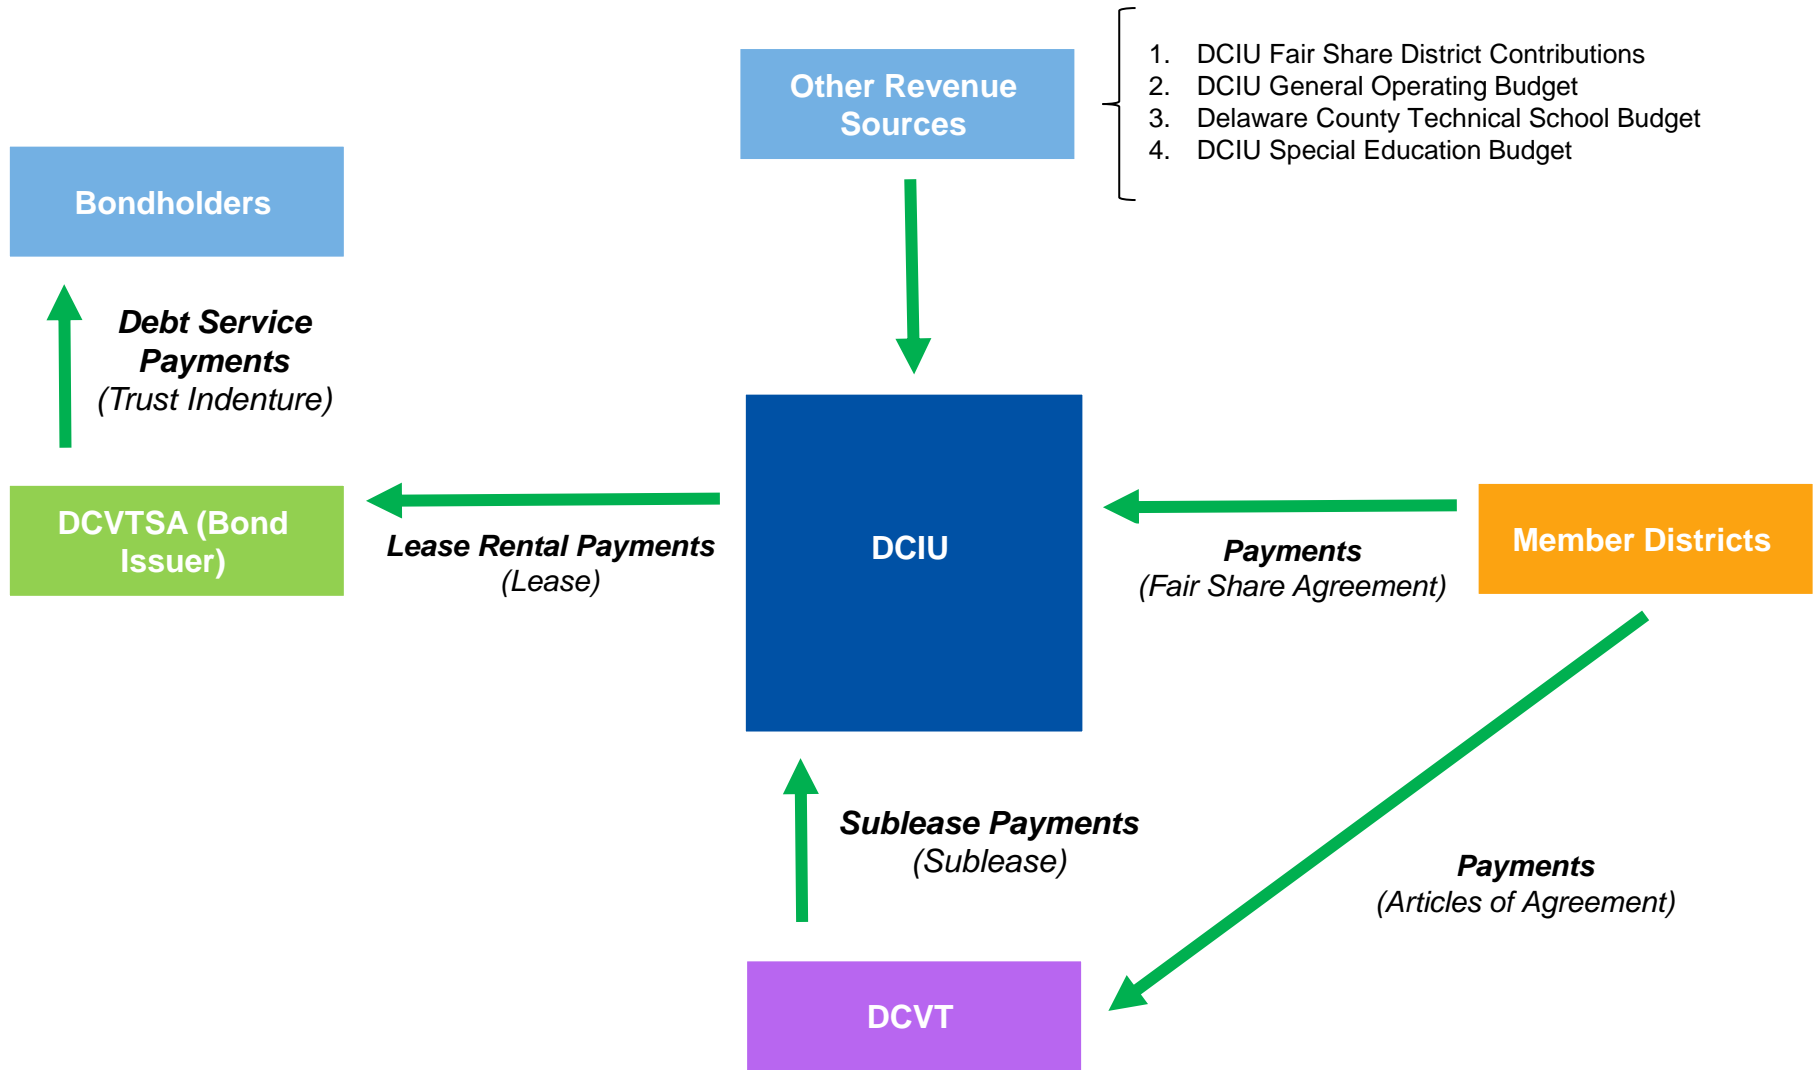 Other Revenue
Sources
1. DCIU Fair Share District Contributions
2. DCIU General Operating Budget
3. Delaware County Technical School Budget
4. DCIU Special Education Budget
Bondholders
Debt Service
Payments
(Trust Indenture)
DCVTSA (Bond
Issuer)
Lease Rental Payments
(Lease)
DCIU
Payments
(Fair Share Agreement)
Member Districts
Sublease Payments
(Sublease)
Payments
(Articles of Agreement)
DCVT